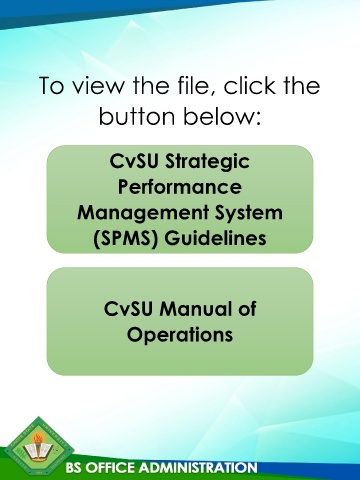 To view the file, click the
button below:
CvSU Strategic
Performance
Management System
(SPMS) Guidelines
CvSU Manual of
Operations
BS OFFICE ADMINISTRATION